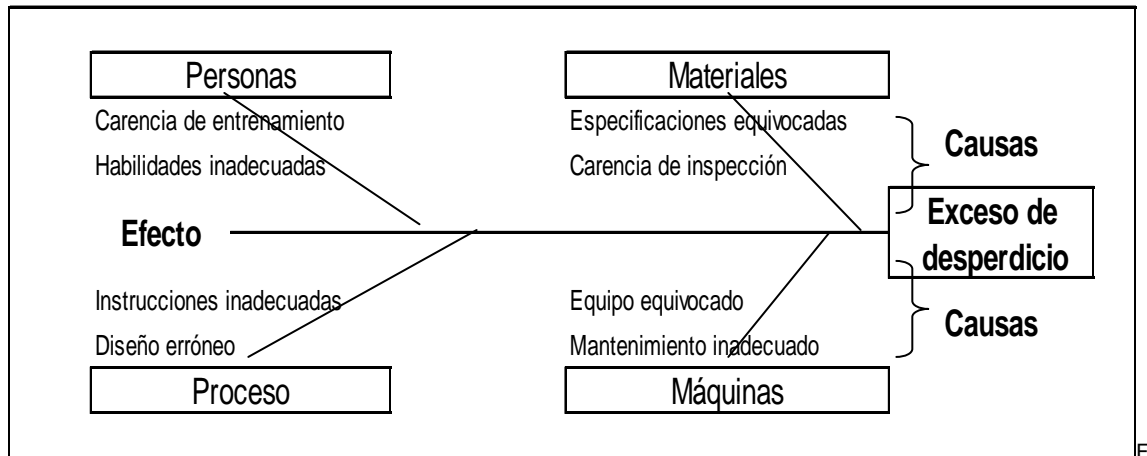 Personas
Materiales
Carencia de entrenamiento
Especificaciones equivocadas
Habilidades inadecuadas
Carencia de inspección
Causas
Efecto
Exceso de
desperdicio
Instrucciones inadecuadas
Equipo equivocado
Diseño erróneo
Mantenimiento inadecuado
Causas
Proceso
Máquinas